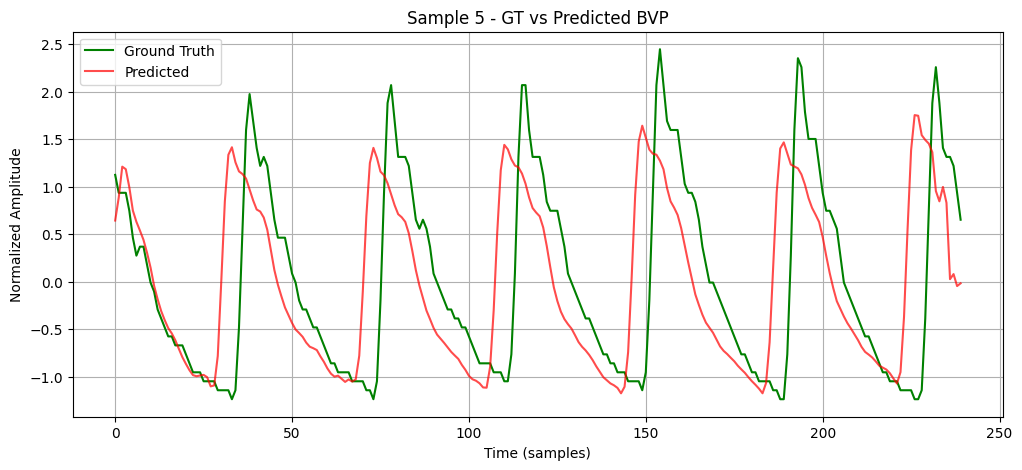 Sample 5 - GT vs Predicted BVP
Ground Truth
Predicted
Normalized Amplitude
2.5
2.0
1.5
1.0
0.5
0.0
−0.5
−1.0
0 50 100 150 200 250
Time (samples)